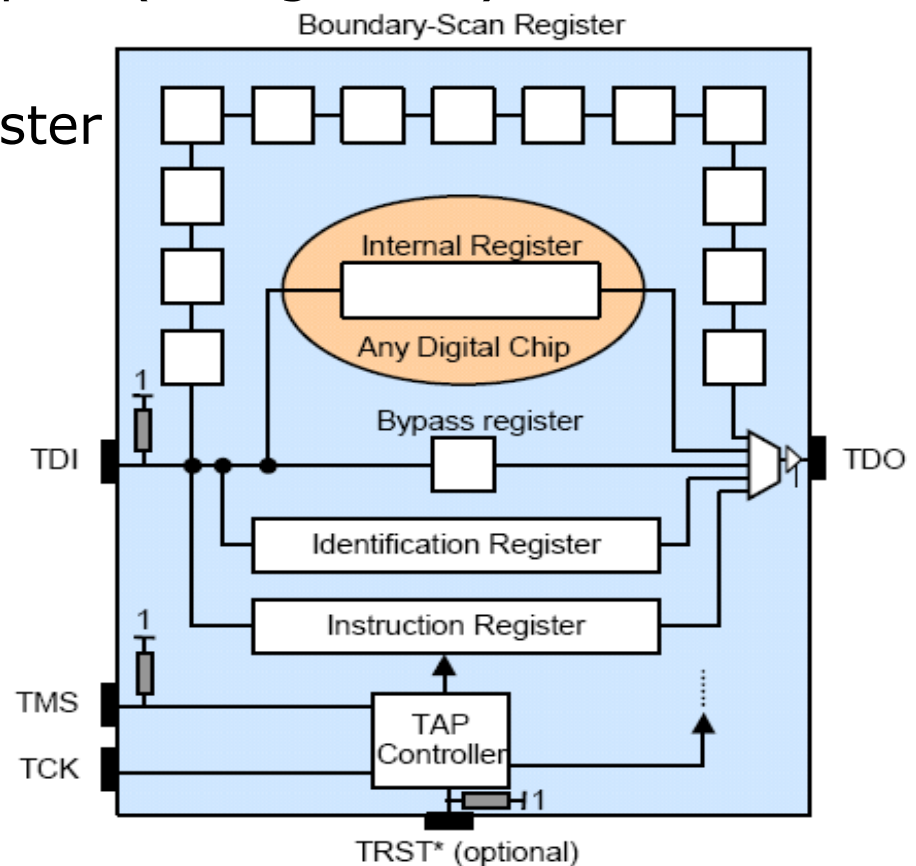 Boundary-Scan Register
ster
Internal Register
Any Digital Chip
1
Bypass register
TDI
TDO
Identification Register
1
Instruction Register
TMS
TAP
Controller
TCK
1
TRST* (optional)